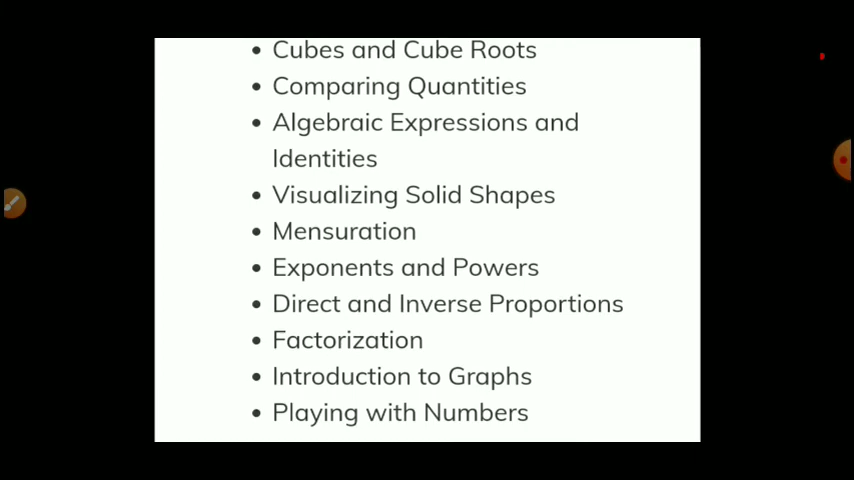 • Cubes and Cube Roots
• Comparing Quantities
• Algebraic Expressions and
Identities
• Visualizing Solid Shapes
• Mensuration
• Exponents and Powers
• Direct and Inverse Proportions
• Factorization
• Introduction to Graphs
• Playing with Numbers